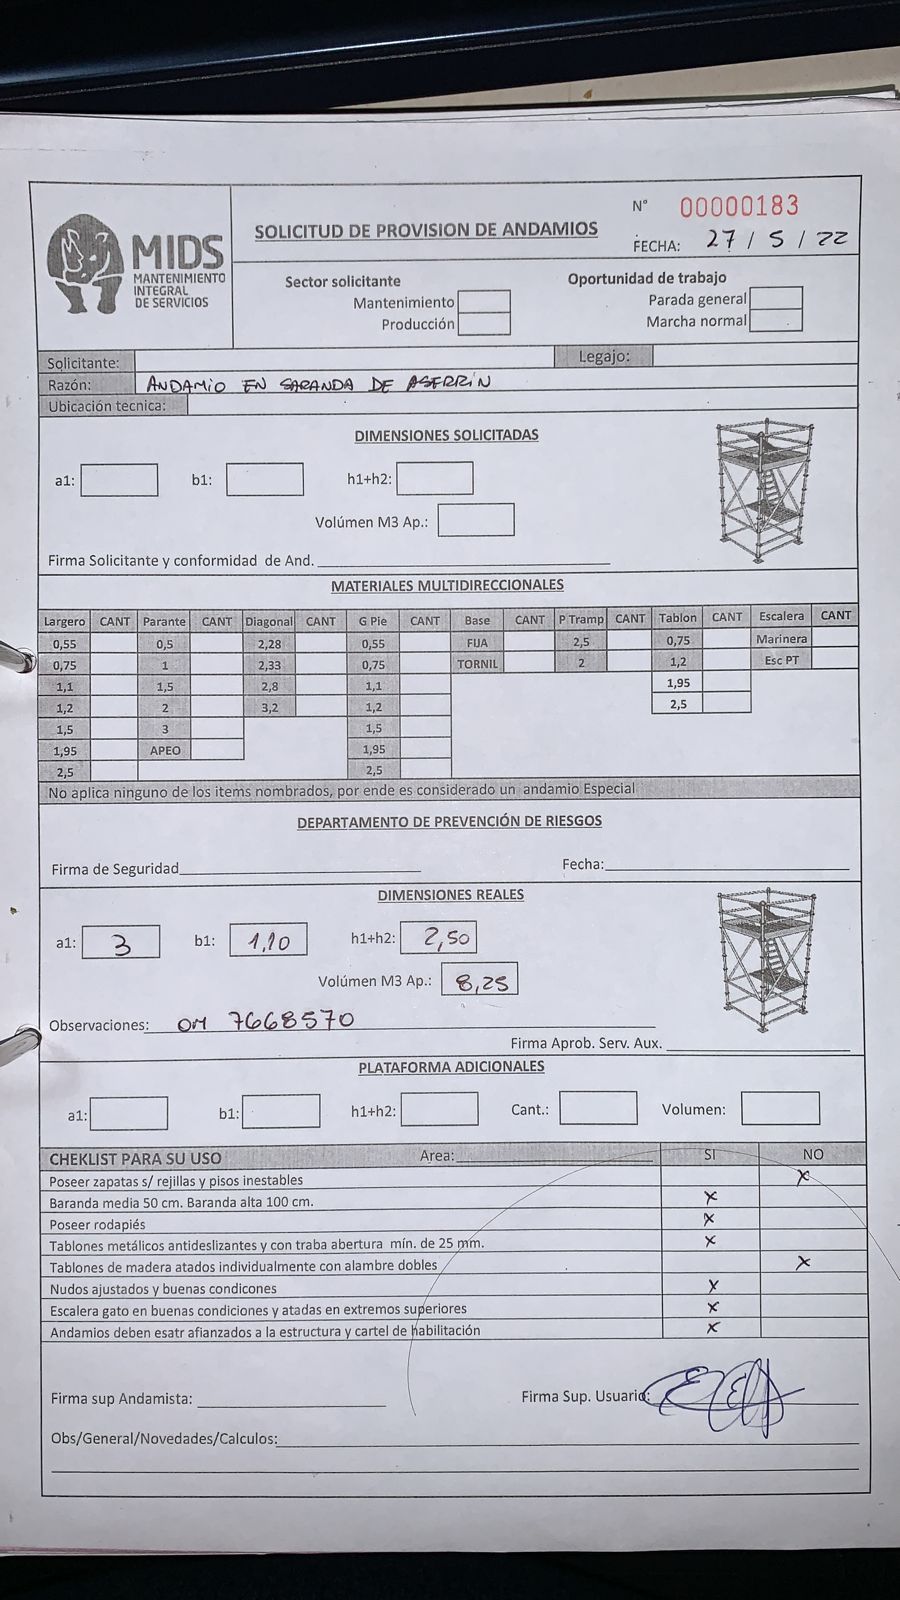 MIDS
MANTENIMIENTO
INTEGRAL
DE SERVICIOS
SOLICITUD DE PROVISION DE ANDAMIOS
N° 00000183
FECHA: 27 / 5 / 22
Sector solicitante
Mantenimiento
Producción
Oportunidad de trabajo
Parada general
Marcha normal
Solicitante: Legajo:
Razón: ANDAMIO EN SARANDA DE ASERRIN
Ubicación tecnica:
DIMENSIONES SOLICITADAS
a1: b1: h1+h2:
Volúmen M3 Ap.:
Firma Solicitante y conformidad de And.
MATERIALES MULTIDIRECCIONALES
Largero CANT Parante CANT Diagonal CANT G Pie CANT Base CANT P Tramp CANT Tablon CANT Escalera CANT
0,55 0,5 2,28 0,55 FIJA 2,5 0,75 Marinera
0,75 1 2,33 0,75 TORNIL 2 1,2 Esc PT
1,1 1,5 2,8 1,1 1,95
1,2 2 3,2 1,2 2,5
1,5 3 1,5
1,95 APEO 1,95
2,5 2,5
No aplica ninguno de los items nombrados, por ende es considerado un andamio Especial
DEPARTAMENTO DE PREVENCIÓN DE RIESGOS
Firma de Seguridad Fecha:
DIMENSIONES REALES
a1: 3 b1: 1,10 h1+h2: 2,50
Volúmen M3 Ap.: 8,25
Observaciones: OM 7668570
Firma Aprob. Serv. Aux.
PLATAFORMA ADICIONALES
a1: b1: h1+h2: Cant.: Volumen:
CHEKLIST PARA SU USO Area: SI NO
Poseer zapatas s/ rejillas y pisos inestables X
Baranda media 50 cm. Baranda alta 100 cm. X
Poseer rodapiés X
Tablones metálicos antideslizantes y con traba abertura mín. de 25 mm. X
Tablones de madera atados individualmente con alambre dobles X
Nudos ajustados y buenas condicones X
Escalera gato en buenas condiciones y atadas en extremos superiores X
Andamios deben esatr afianzados a la estructura y cartel de habilitación X
Firma sup Andamista: Firma Sup. Usuario:
Obs/General/Novedades/Calculos: